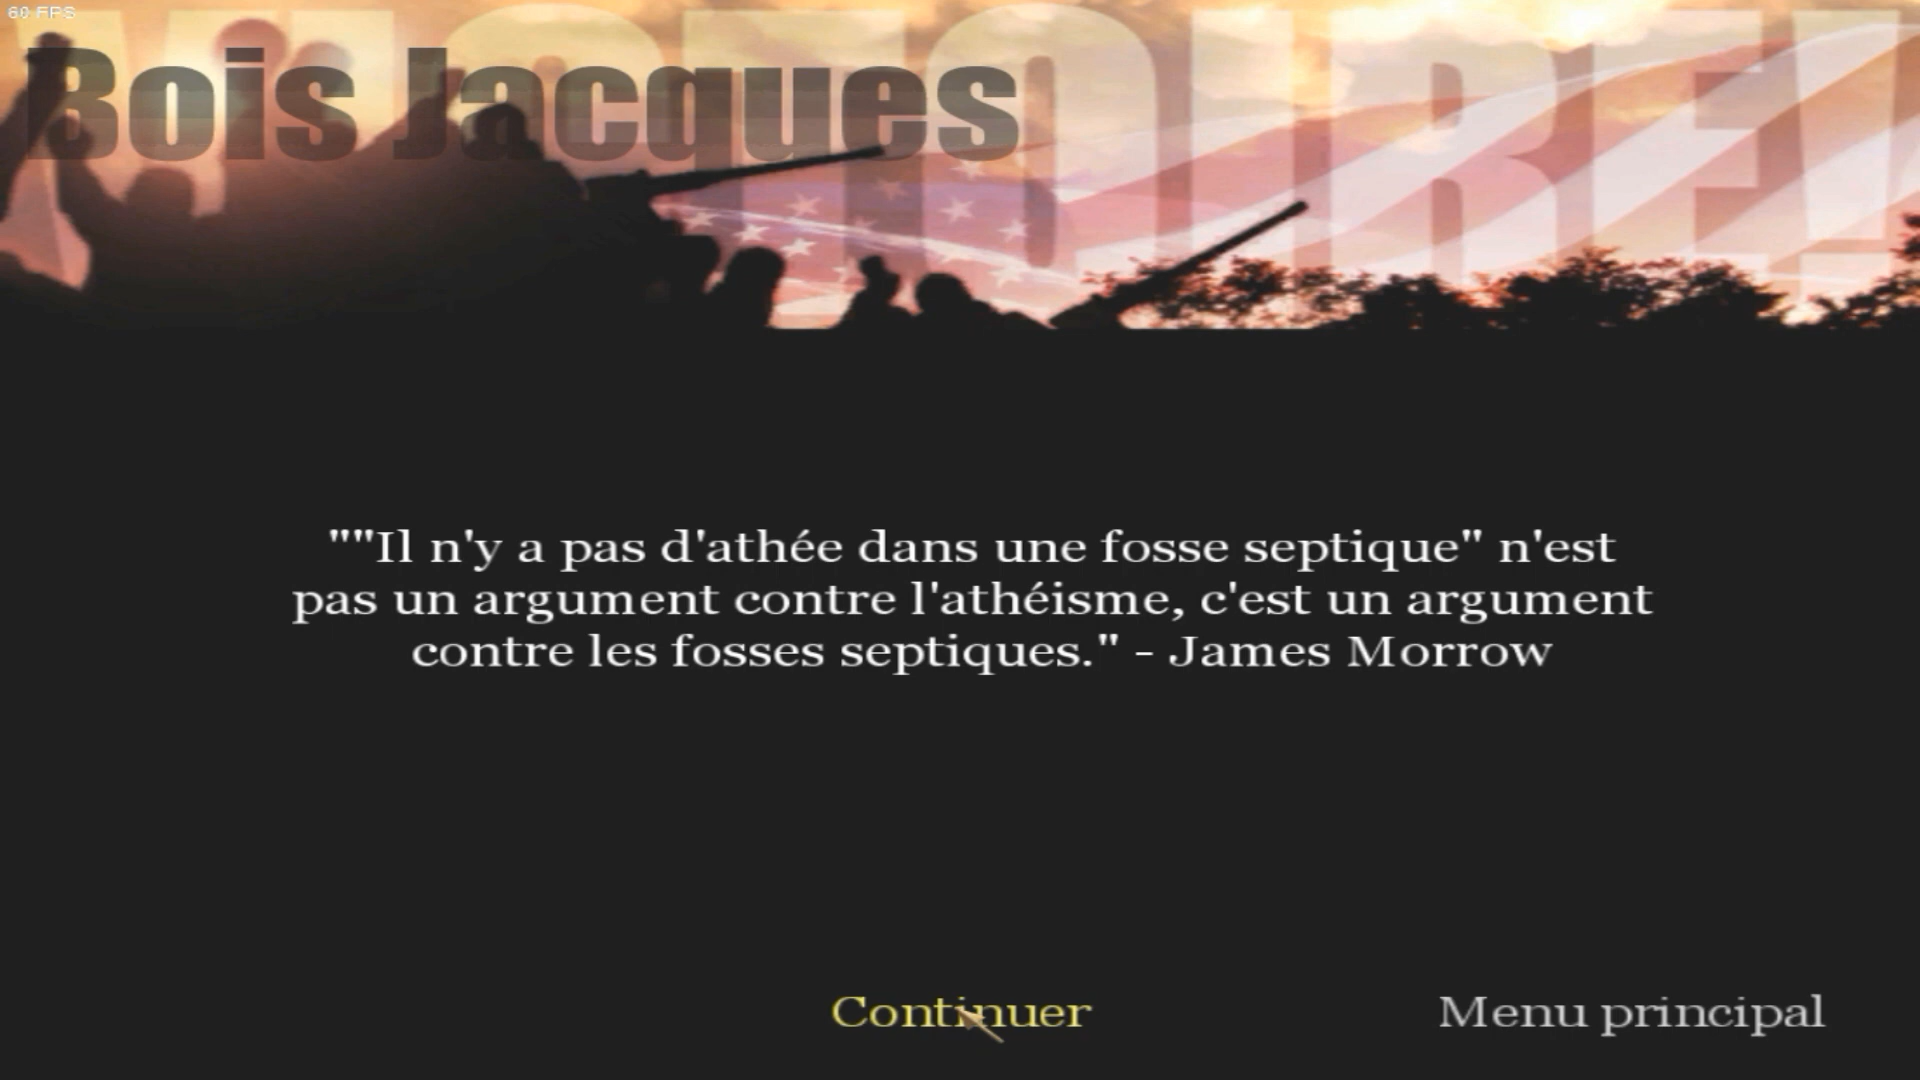 60 FPS
VICTOIRE!
Bois Jacques
""Il n'y a pas d'athée dans une fosse septique" n'est
pas un argument contre l'athéisme, c'est un argument
contre les fosses septiques." - James Morrow
Continuer
Menu principal